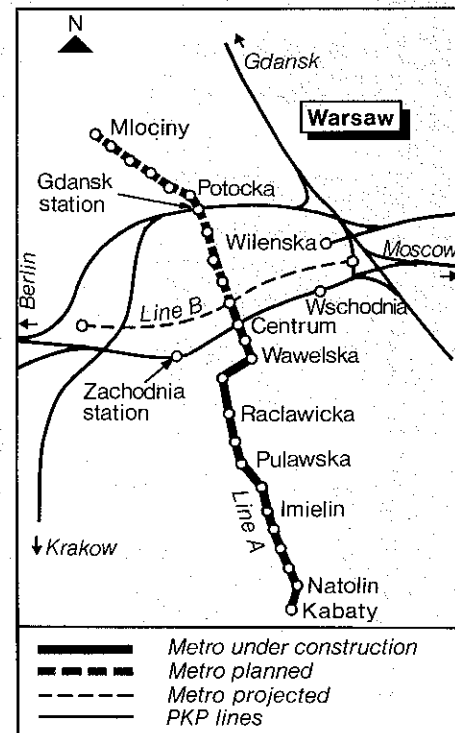 N
Gdansk
Warsaw
Mlociny
Gdansk
station
Potocka
Wilenska
Moscow
Berlin
Line B
Wschodnia
Centrum
Wawelska
Zachodnia
station
Raclawicka
Pulawska
Line A
Imielin
Krakow
Natolin
Kabaty
Metro under construction
Metro planned
Metro projected
PKP lines